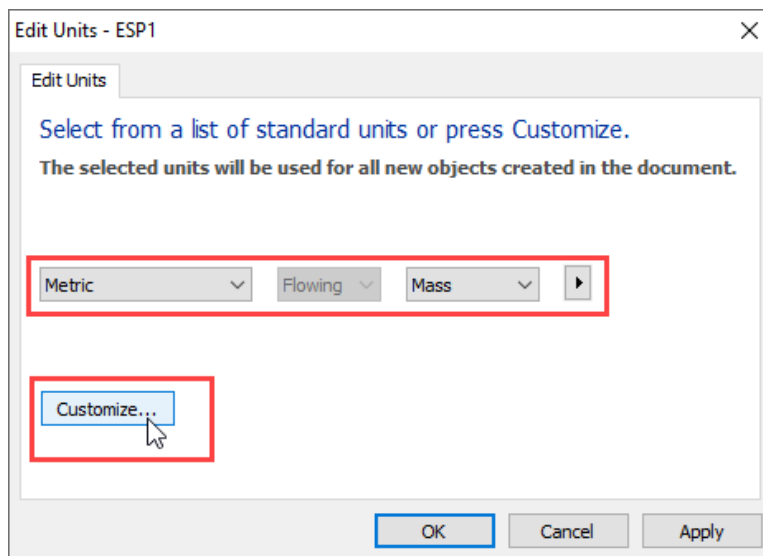 Edit Units - ESP1
Edit Units
Select from a list of standard units or press Customize.
The selected units will be used for all new objects created in the document.
Metric Flowing Mass
Customize...
OK Cancel Apply